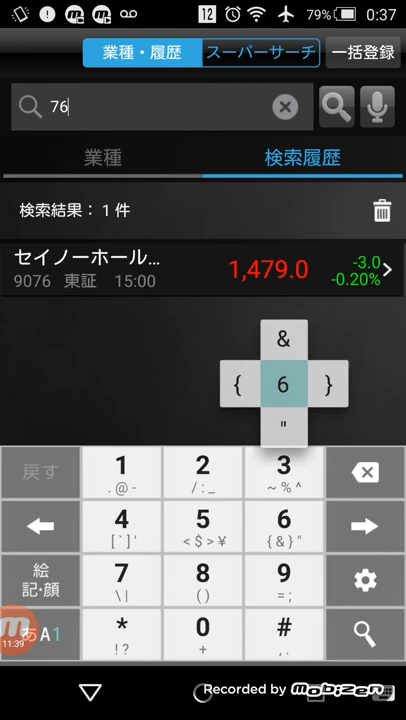 12 79% 0:37
業種・履歴 スーパーサーチ 一括登録
76
業種 検索履歴
検索結果：1件
セイノーホール…
9076 東証 15:00
1,479.0
-3.0
-0.20%
&
{ 6 }
"
戻す 1 2 3
.@- /:_ ~%^
4 5 6
[`]' <$>¥ {&}"
絵
記・顔
7 8 9
\| () =;
あA1 * 0 #
!? + ,.
11:39
Recorded by mobizen